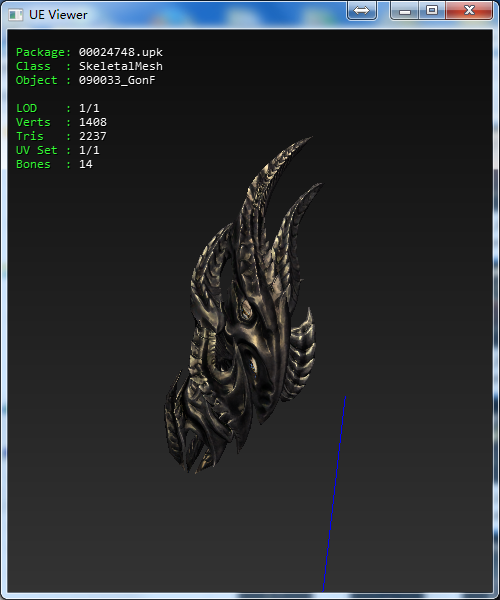 UE Viewer
Package: 00024748.upk
Class : SkeletalMesh
Object : 090033_GonF
LOD : 1/1
Verts : 1408
Tris : 2237
UV Set : 1/1
Bones : 14